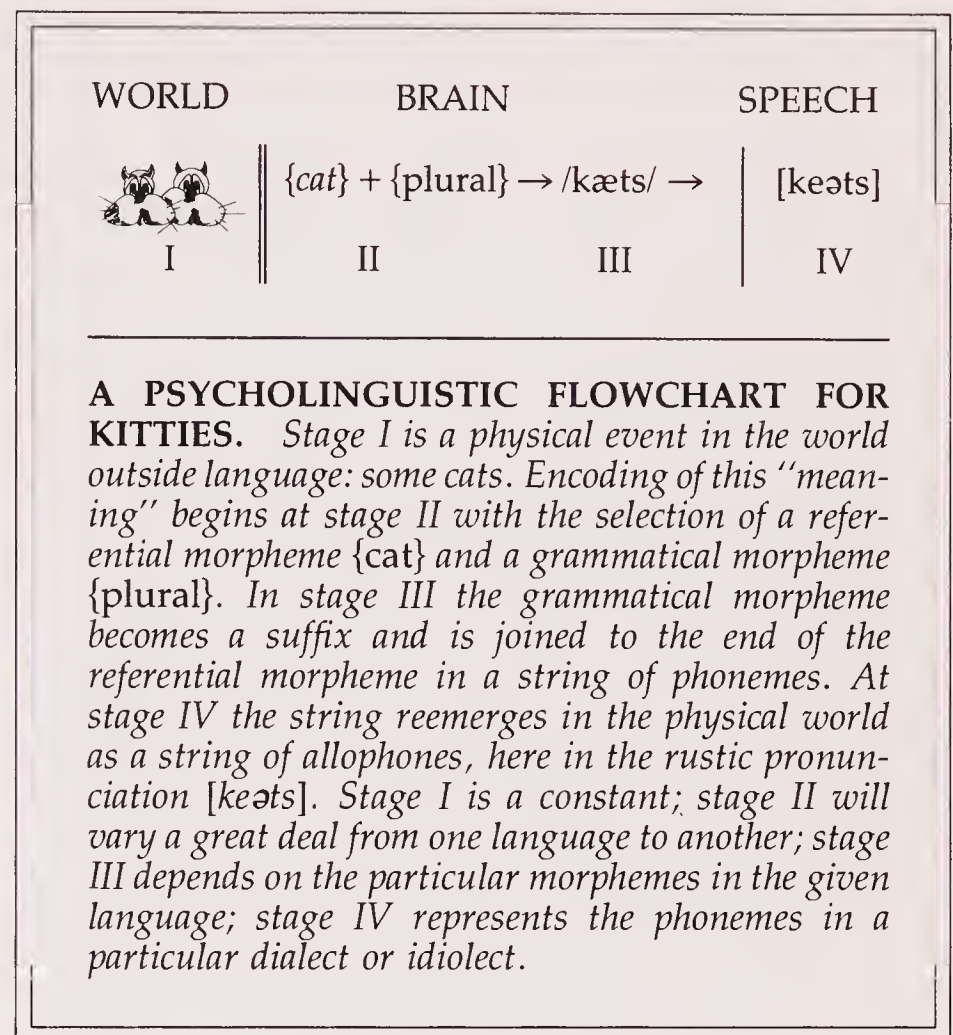 WORLD BRAIN SPEECH
{cat} + {plural} → /kæts/ → [keəts]
I II III IV
A PSYCHOLINGUISTIC FLOWCHART FOR
KITTIES. Stage I is a physical event in the world
outside language: some cats. Encoding of this "mean-
ing" begins at stage II with the selection of a refer-
ential morpheme {cat} and a grammatical morpheme
{plural}. In stage III the grammatical morpheme
becomes a suffix and is joined to the end of the
referential morpheme in a string of phonemes. At
stage IV the string reemerges in the physical world
as a string of allophones, here in the rustic pronun-
ciation [keəts]. Stage I is a constant; stage II will
vary a great deal from one language to another; stage
III depends on the particular morphemes in the given
language; stage IV represents the phonemes in a
particular dialect or idiolect.